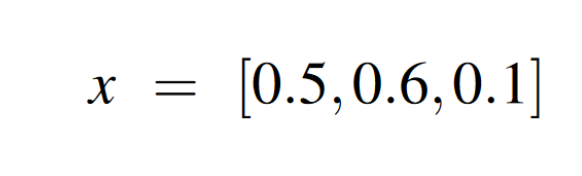 x = [0.5,0.6,0.1]